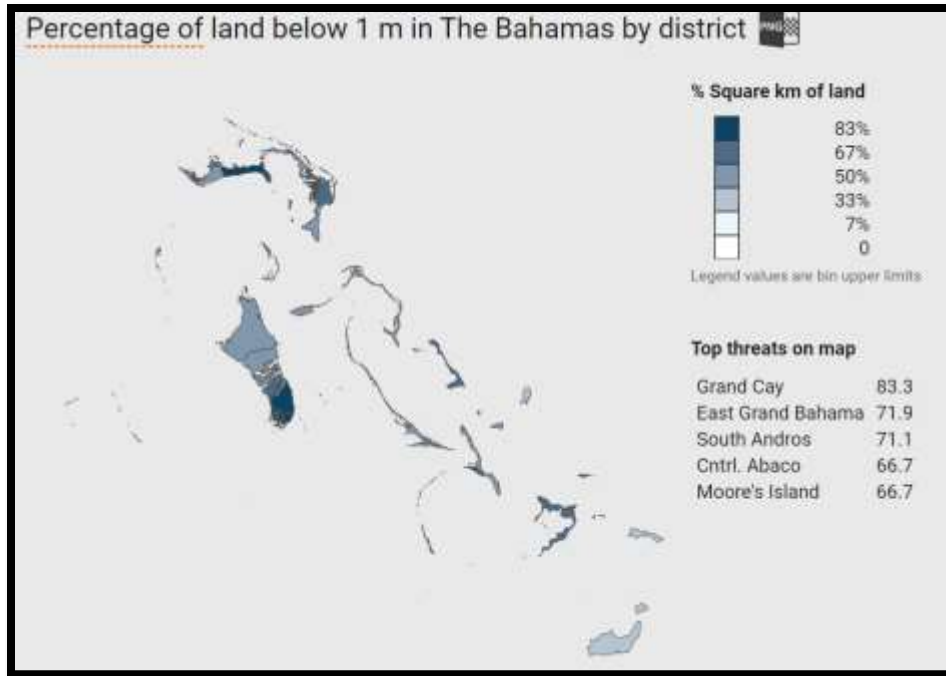 Percentage of land below 1 m in The Bahamas by district
% Square km of land
83%
67%
50%
33%
7%
0
Legend values are bin upper limits
Top threats on map
Grand Cay 83.3
East Grand Bahama 71.9
South Andros 71.1
Cntrl. Abaco 66.7
Moore's Island 66.7